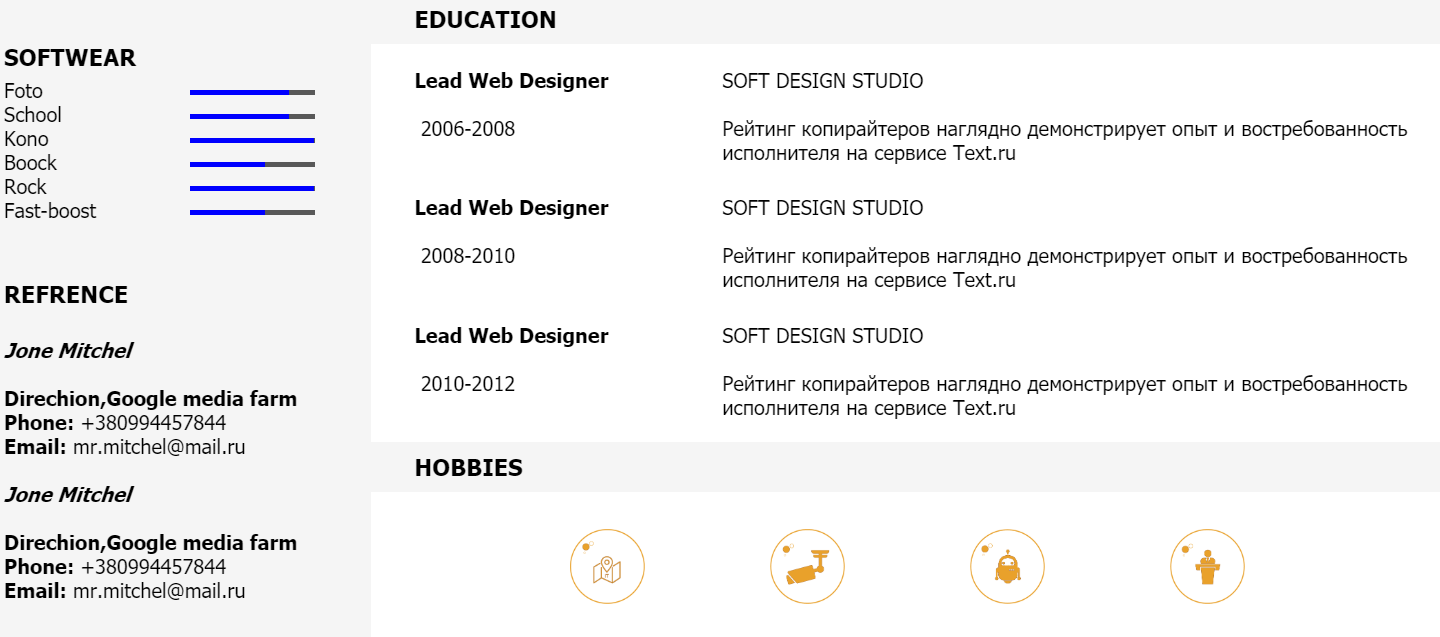 SOFTWEAR
Foto
School
Kono
Boock
Rock
Fast-boost
REFRENCE
Jone Mitchel
Direchion,Google media farm
Phone: +380994457844
Email: mr.mitchel@mail.ru
Jone Mitchel
Direchion,Google media farm
Phone: +380994457844
Email: mr.mitchel@mail.ru
EDUCATION
Lead Web Designer
SOFT DESIGN STUDIO
2006-2008
Рейтинг копирайтеров наглядно демонстрирует опыт и востребованность
исполнителя на сервисе Text.ru
Lead Web Designer
SOFT DESIGN STUDIO
2008-2010
Рейтинг копирайтеров наглядно демонстрирует опыт и востребованность
исполнителя на сервисе Text.ru
Lead Web Designer
SOFT DESIGN STUDIO
2010-2012
Рейтинг копирайтеров наглядно демонстрирует опыт и востребованность
исполнителя на сервисе Text.ru
HOBBIES